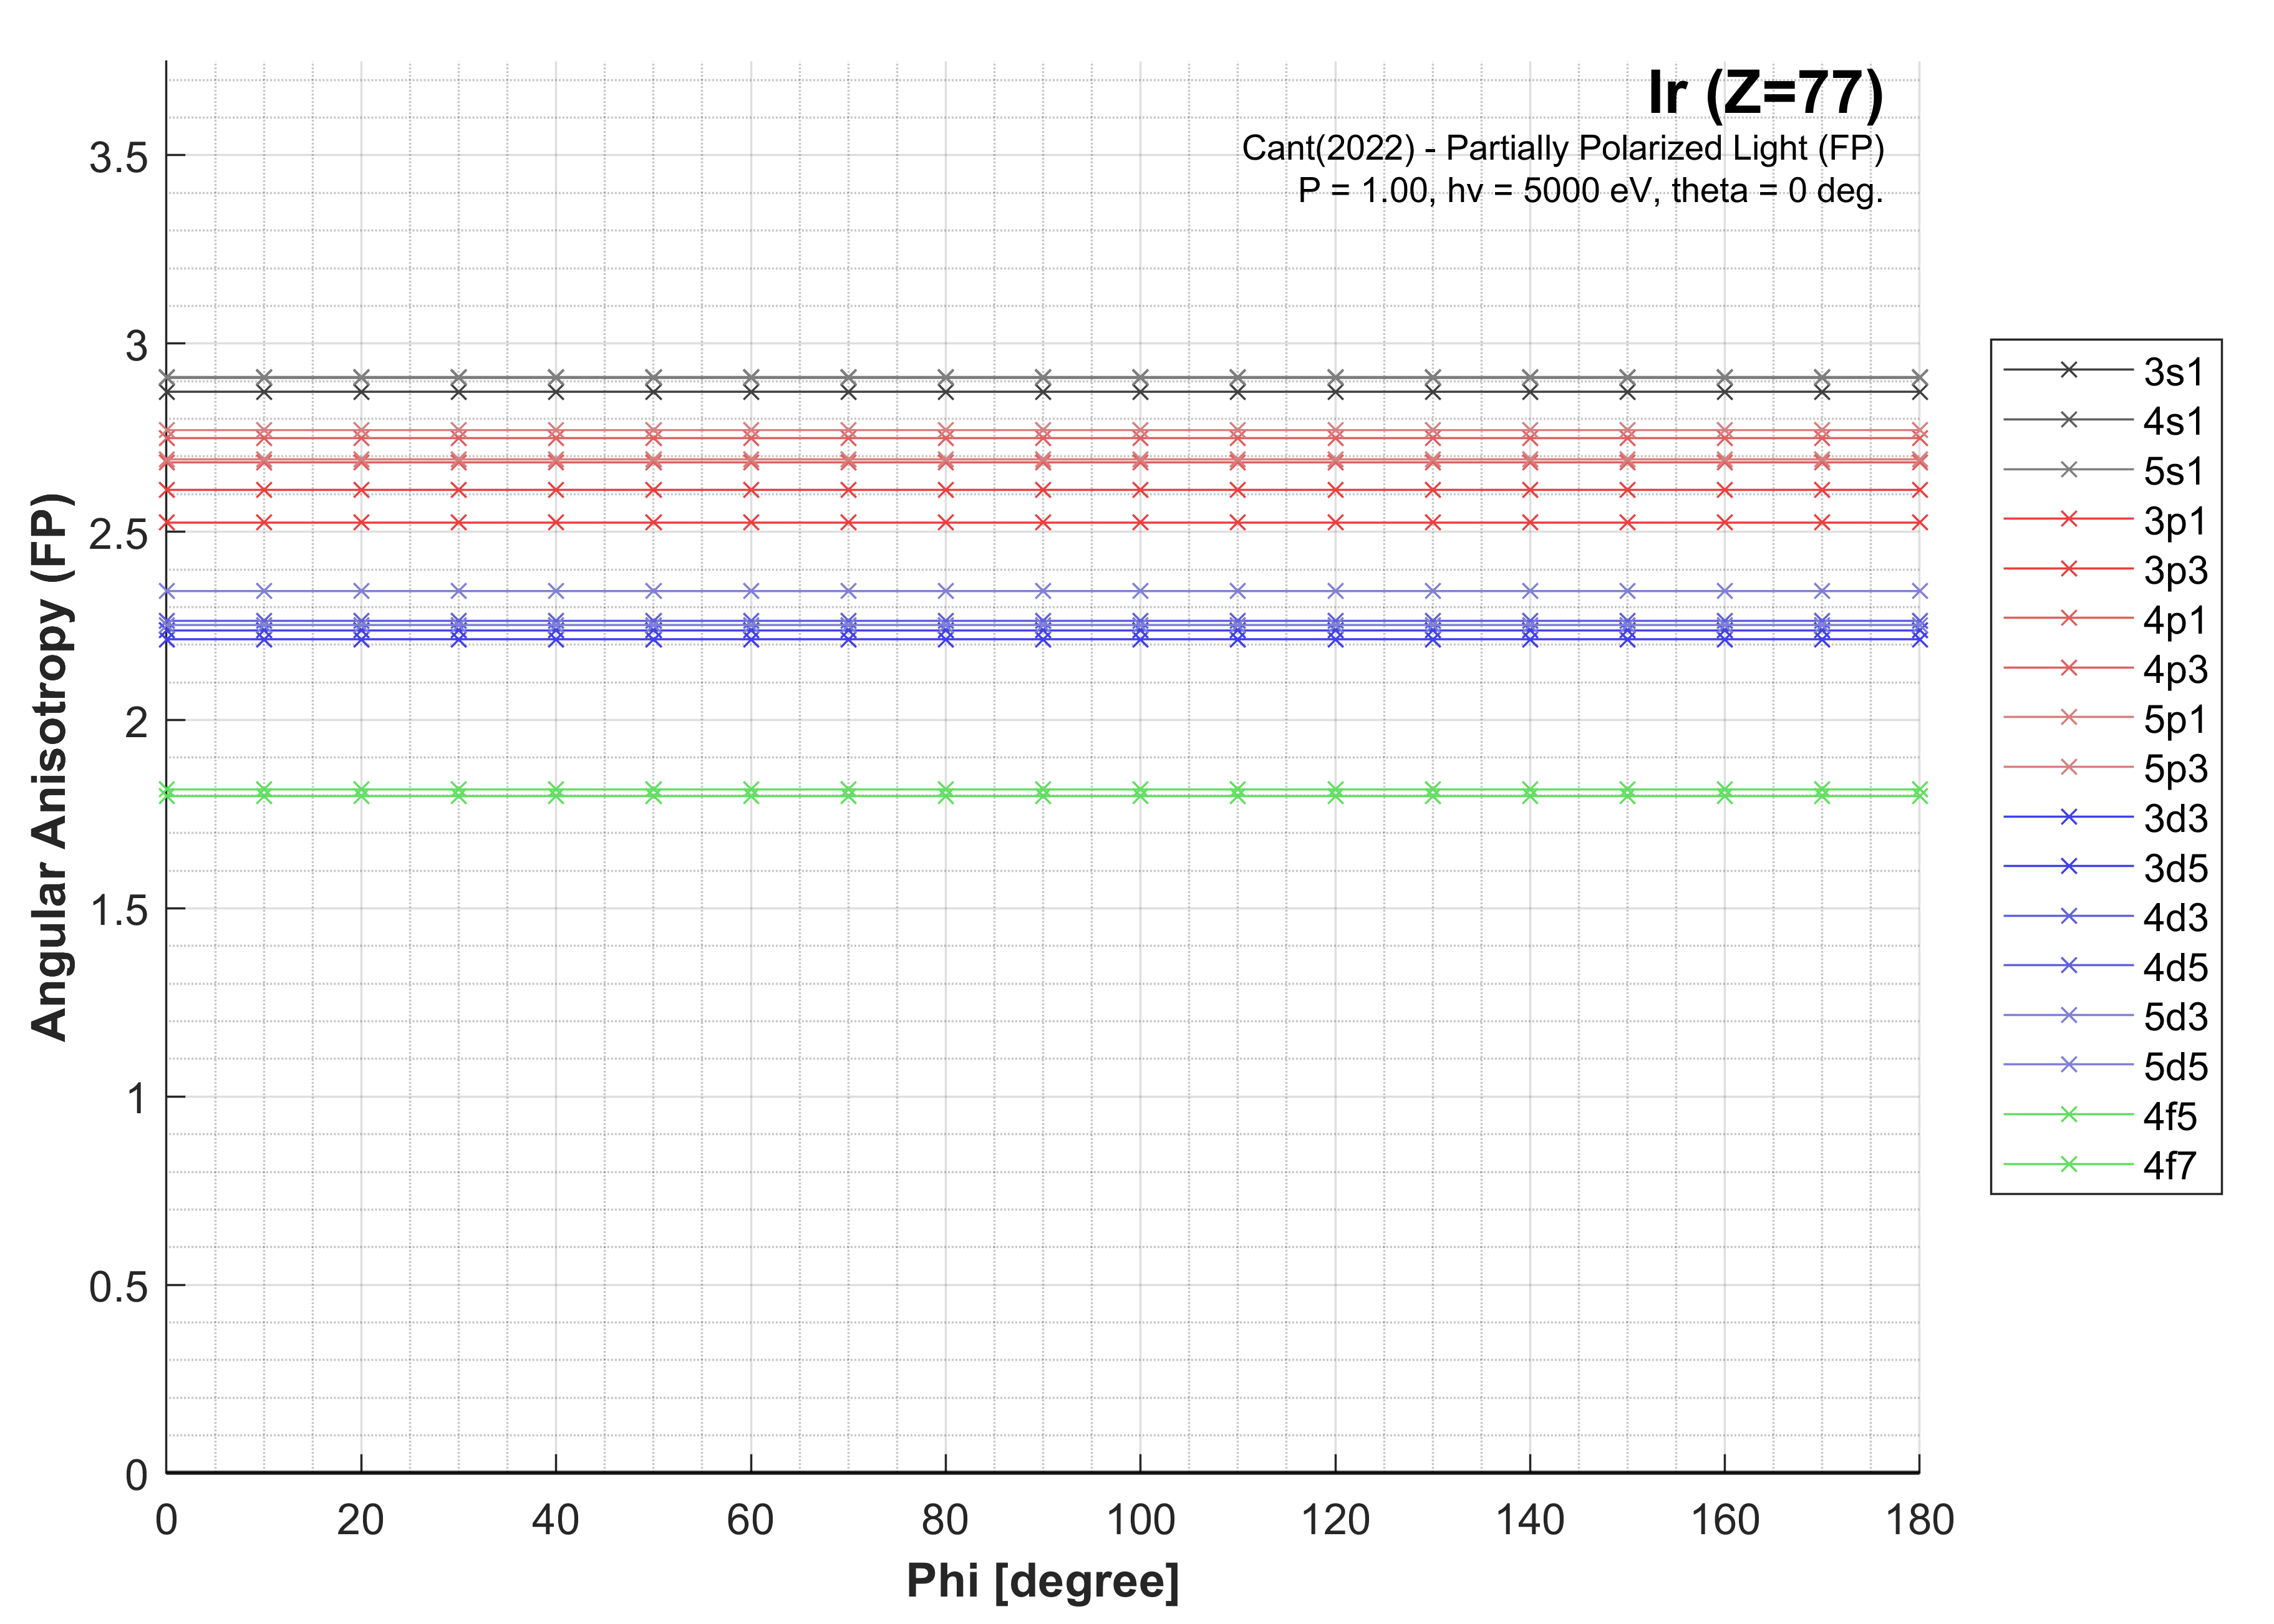 Ir (Z=77)
Cant(2022) - Partially Polarized Light (FP)
P = 1.00, hv = 5000 eV, theta = 0 deg.
Angular Anisotropy (FP)
3.5
3
2.5
2
1.5
1
0.5
0
0 20 40 60 80 100 120 140 160 180
Phi [degree]
3s1
4s1
5s1
3p1
3p3
4p1
4p3
5p1
5p3
3d3
3d5
4d3
4d5
5d3
5d5
4f5
4f7